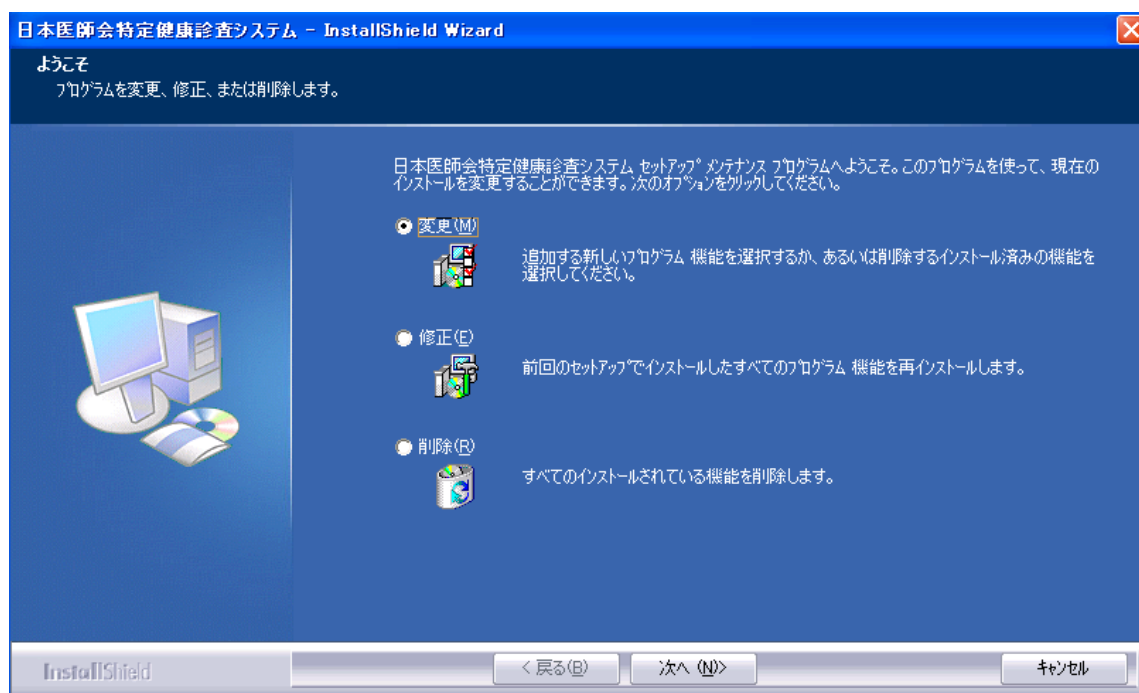 日本医師会特定健康診査システム - InstallShield Wizard
ようこそ
プログラムを変更、修正、または削除します。
日本医師会特定健康診査システム セットアップ メンテナンス プログラムへようこそ。このプログラムを使って、現在の
インストールを変更することができます。次のオプションをクリックしてください。
変更(M)
追加する新しいプログラム 機能を選択するか、あるいは削除するインストール済みの機能を
選択してください。
修正(E)
前回のセットアップでインストールしたすべてのプログラム 機能を再インストールします。
削除(R)
すべてのインストールされている機能を削除します。
InstallShield
< 戻る(B)
次へ (N)>
キャンセル